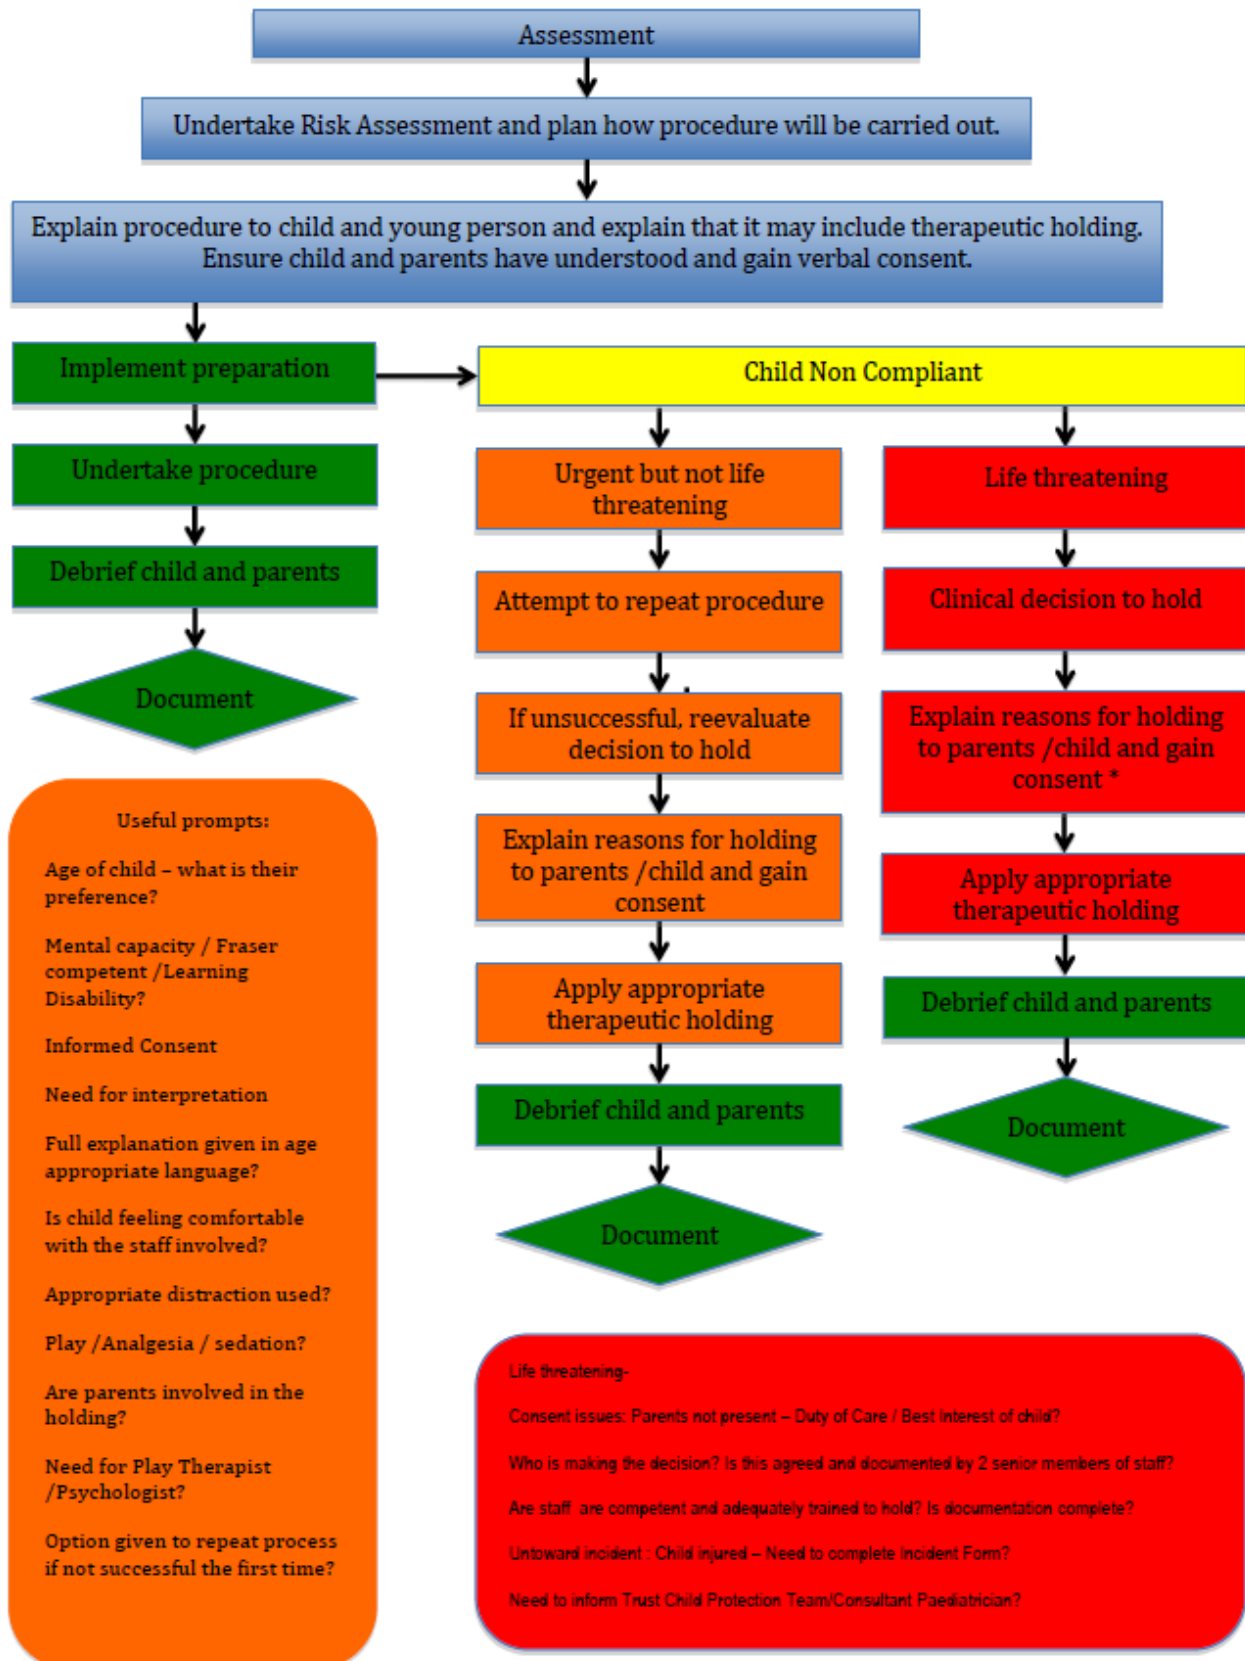 Assessment
Undertake Risk Assessment and plan how procedure will be carried out.
Explain procedure to child and young person and explain that it may include therapeutic holding.
Ensure child and parents have understood and gain verbal consent.
Implement preparation
Undertake procedure
Debrief child and parents
Document
Child Non Compliant
Urgent but not life
threatening
Attempt to repeat procedure
If unsuccessful, reevaluate
decision to hold
Explain reasons for holding
to parents /child and gain
consent
Apply appropriate
therapeutic holding
Debrief child and parents
Document
Life threatening
Clinical decision to hold
Explain reasons for holding
to parents /child and gain
consent *
Apply appropriate
therapeutic holding
Debrief child and parents
Document
Useful prompts:
Age of child – what is their
preference?
Mental capacity / Fraser
competent /Learning
Disability?
Informed Consent
Need for interpretation
Full explanation given in age
appropriate language?
Is child feeling comfortable
with the staff involved?
Appropriate distraction used?
Play /Analgesia / sedation?
Are parents involved in the
holding?
Need for Play Therapist
/Psychologist?
Option given to repeat process
if not successful the first time?
Life threatening-
Consent issues: Parents not present – Duty of Care / Best Interest of child?
Who is making the decision? Is this agreed and documented by 2 senior members of staff?
Are staff are competent and adequately trained to hold? Is documentation complete?
Untoward incident : Child injured – Need to complete Incident Form?
Need to inform Trust Child Protection Team/Consultant Paediatrician?